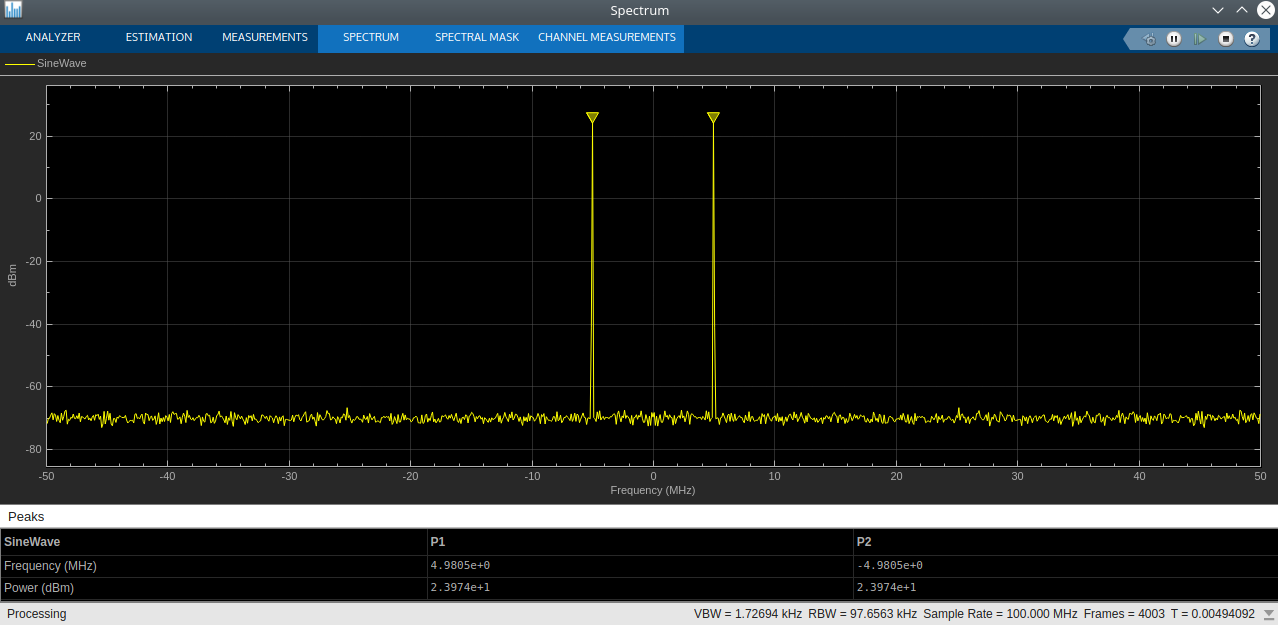 Spectrum
ANALYZER ESTIMATION MEASUREMENTS SPECTRUM SPECTRAL MASK CHANNEL MEASUREMENTS
SineWave
20
0
-20
-40
-60
-80
dBm
-50 -40 -30 -20 -10 0 10 20 30 40 50
Frequency (MHz)
Peaks
SineWave P1 P2
Frequency (MHz) 4.9805e+0 -4.9805e+0
Power (dBm) 2.3974e+1 2.3974e+1
Processing VBW = 1.72694 kHz RBW = 97.6563 kHz Sample Rate = 100.000 MHz Frames = 4003 T = 0.00494092